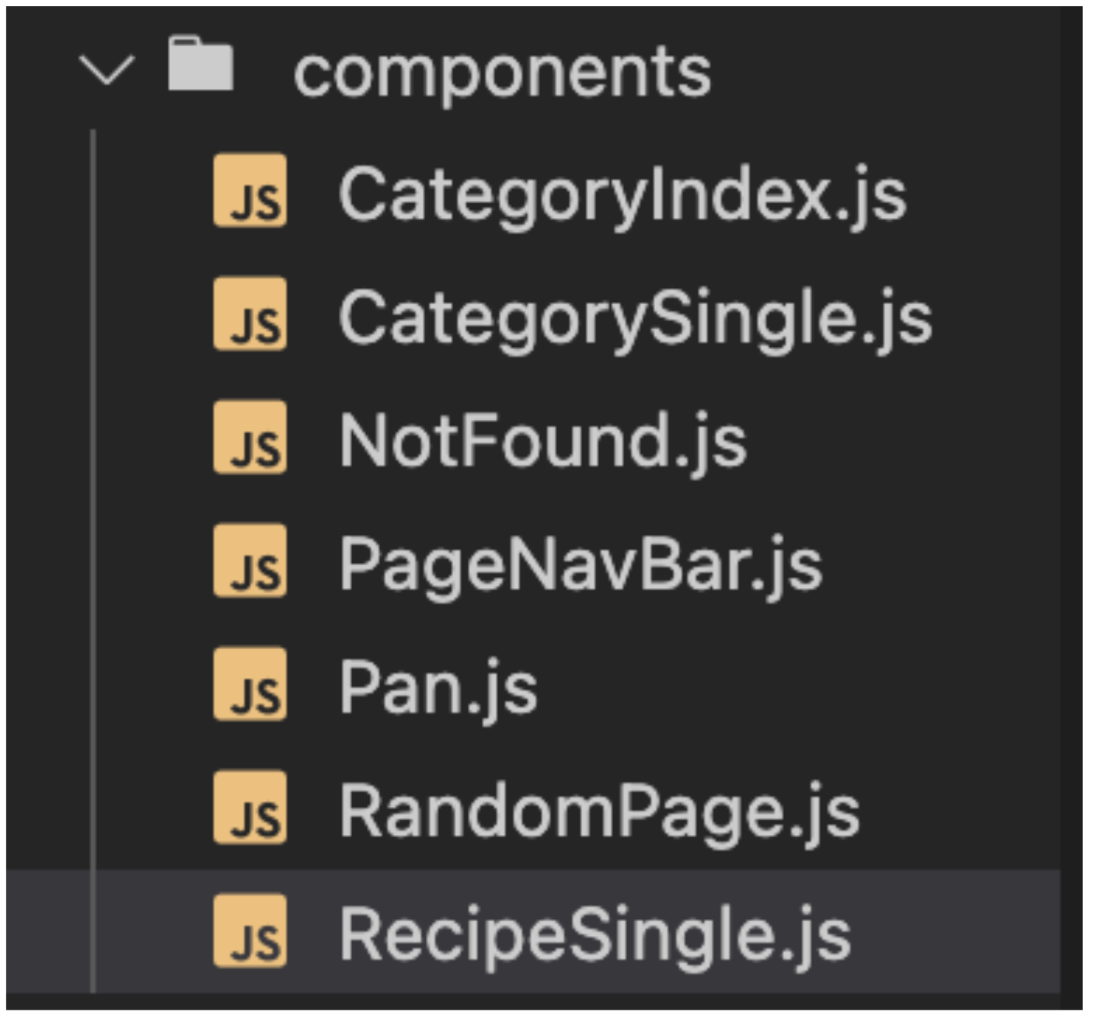 components
JS CategoryIndex.js
JS CategorySingle.js
JS NotFound.js
JS PageNavBar.js
JS Pan.js
JS RandomPage.js
JS RecipeSingle.js